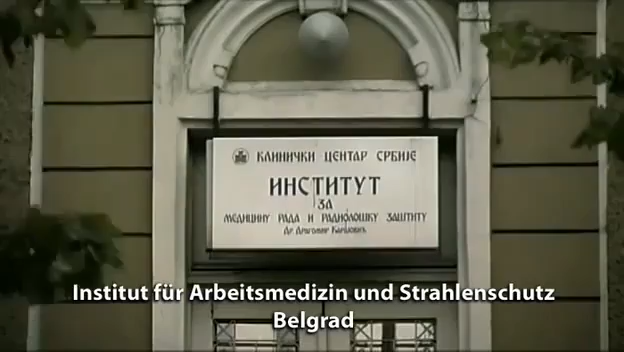 КЛИНИЧКИ ЦЕНТАР СРБИЈЕ
ИНСТИТУТ
ЗА
МЕДИЦИНУ РАДА И РАДИОЛОШКУ ЗАШТИТУ
Др Драгомир Карајовић
Institut für Arbeitsmedizin und Strahlenschutz
Belgrad